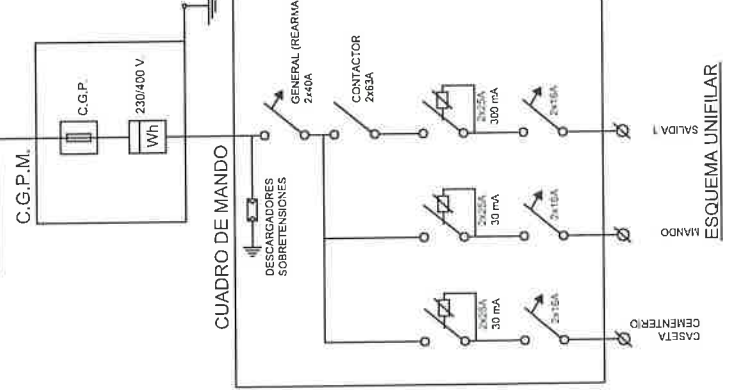 C.G.P.M.
C.G.P.
230/400 V.
Wh
CUADRO DE MANDO
DESCARGADORES
SOBRETENSIONES
GENERAL (REARMA
2x40A
CONTACTOR
2x63A
2x25A
30 mA
2x25A
30 mA
2x25A
300 mA
2x16A
2x16A
2x16A
CASETA
CEMENTERIO
MANDO
SALIDA 1
ESQUEMA UNIFILAR